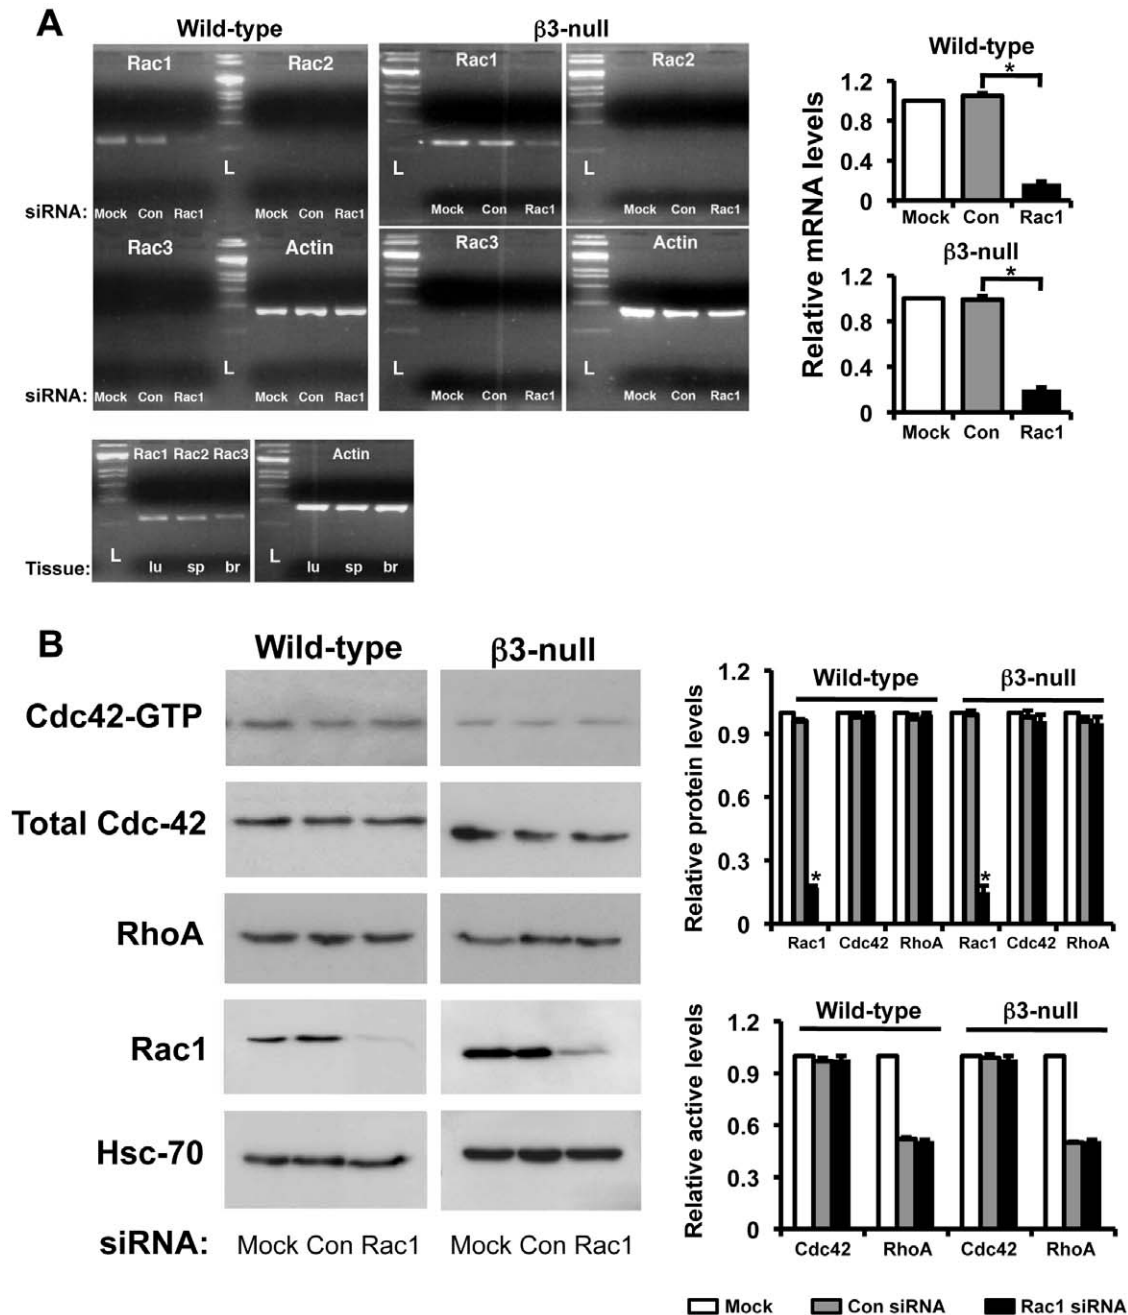 A
Wild-type
β3-null
Rac1
Rac2
L
siRNA: Mock Con Rac1 Mock Con Rac1
Rac3
Actin
L
siRNA: Mock Con Rac1 Mock Con Rac1
Rac1
Rac2
L
L
Mock Con Rac1 Mock Con Rac1
Rac3
Actin
L
L
Mock Con Rac1 Mock Con Rac1
Rac1 Rac2 Rac3
Actin
L
L
Tissue: lu sp br lu sp br
Relative mRNA levels
Wild-type
1.2
0.8
0.4
0
*
Mock Con Rac1
β3-null
1.2
0.8
0.4
0
*
Mock Con Rac1
B
Wild-type
β3-null
Cdc42-GTP
Total Cdc-42
RhoA
Rac1
Hsc-70
siRNA: Mock Con Rac1 Mock Con Rac1
Relative protein levels
1.2
0.9
0.6
0.3
0
Wild-type
β3-null
*
*
Rac1 Cdc42 RhoA Rac1 Cdc42 RhoA
Relative active levels
1.2
0.9
0.6
0.3
0
Wild-type
β3-null
Cdc42 RhoA Cdc42 RhoA
Mock Con siRNA Rac1 siRNA